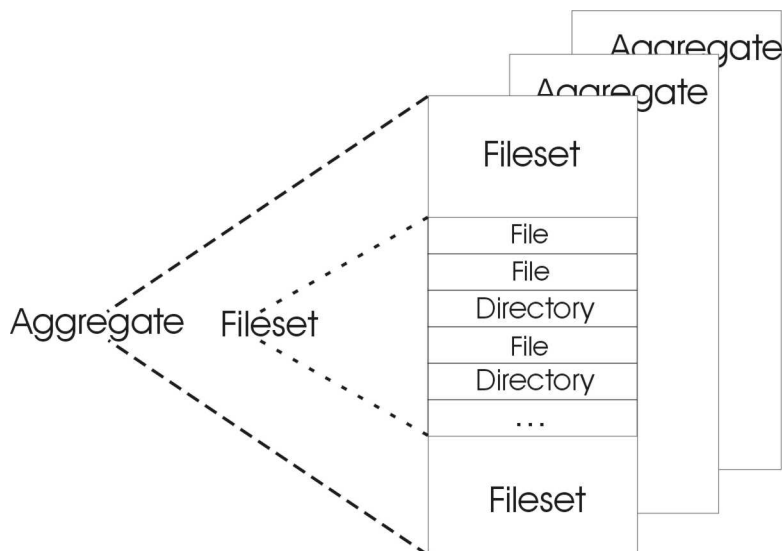 Aggregate
Aggregate
Fileset
File
File
Directory
Aggregate
Fileset
File
Directory
...
Fileset